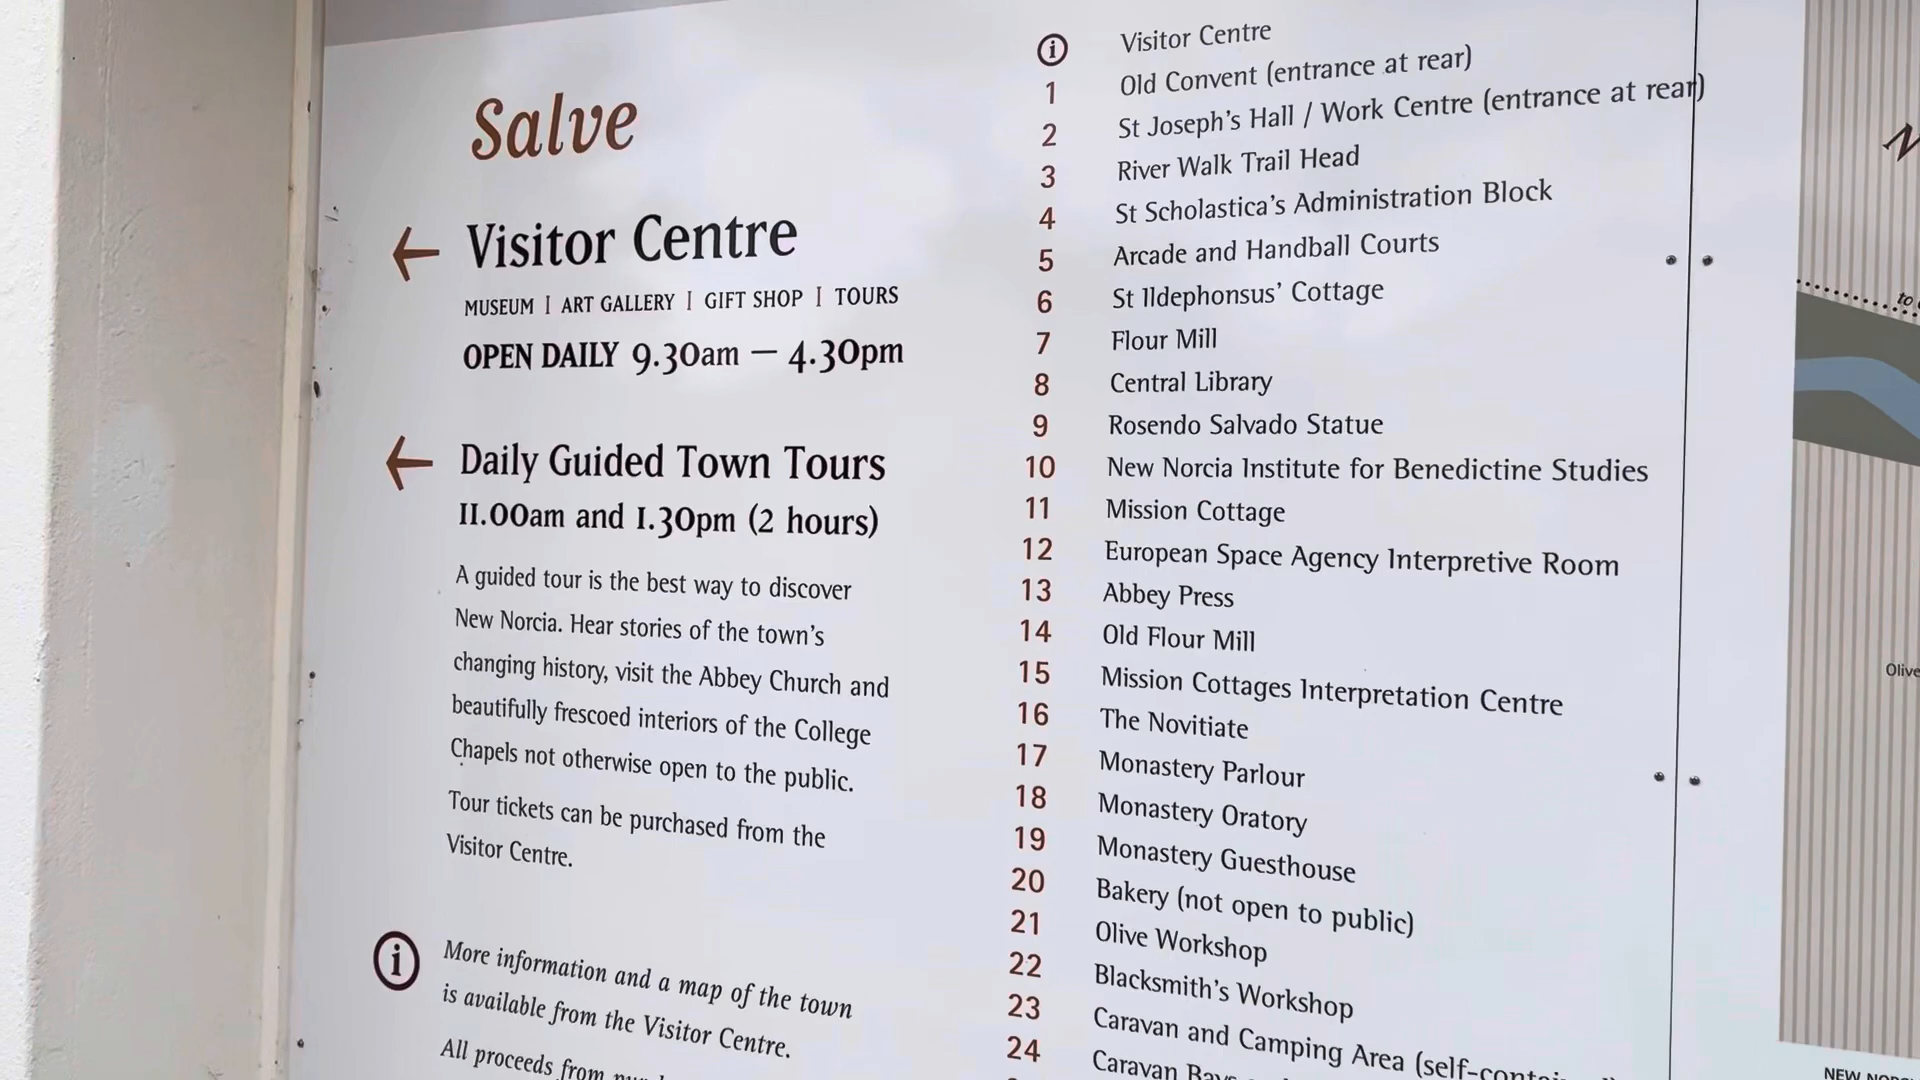 Salve
Visitor Centre
MUSEUM | ART GALLERY | GIFT SHOP | TOURS
OPEN DAILY 9.30am — 4.30pm
Daily Guided Town Tours
11.00am and 1.30pm (2 hours)
A guided tour is the best way to discover
New Norcia. Hear stories of the town's
changing history, visit the Abbey Church and
beautifully frescoed interiors of the College
Chapels not otherwise open to the public.
Tour tickets can be purchased from the
Visitor Centre.
i More information and a map of the town
is available from the Visitor Centre.
All proceeds from
i Visitor Centre
1 Old Convent (entrance at rear)
2 St Joseph's Hall / Work Centre (entrance at rear)
3 River Walk Trail Head
4 St Scholastica's Administration Block
5 Arcade and Handball Courts
6 St Ildephonsus' Cottage
7 Flour Mill
8 Central Library
9 Rosendo Salvado Statue
10 New Norcia Institute for Benedictine Studies
11 Mission Cottage
12 European Space Agency Interpretive Room
13 Abbey Press
14 Old Flour Mill
15 Mission Cottages Interpretation Centre
16 The Novitiate
17 Monastery Parlour
18 Monastery Oratory
19 Monastery Guesthouse
20 Bakery (not open to public)
21 Olive Workshop
22 Blacksmith's Workshop
23 Caravan and Camping Area
24 Caravan
N
to
Olive
NEW